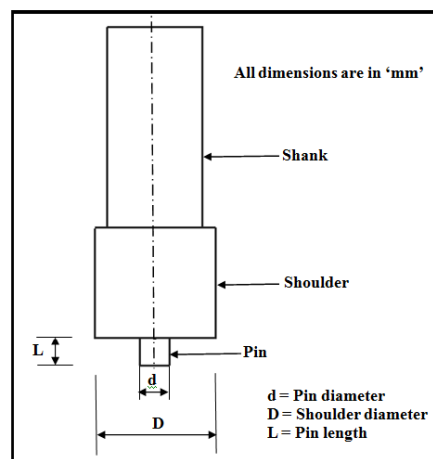 All dimensions are in ‘mm’
Shank
Shoulder
L
Pin
d
D
d = Pin diameter
D = Shoulder diameter
L = Pin length